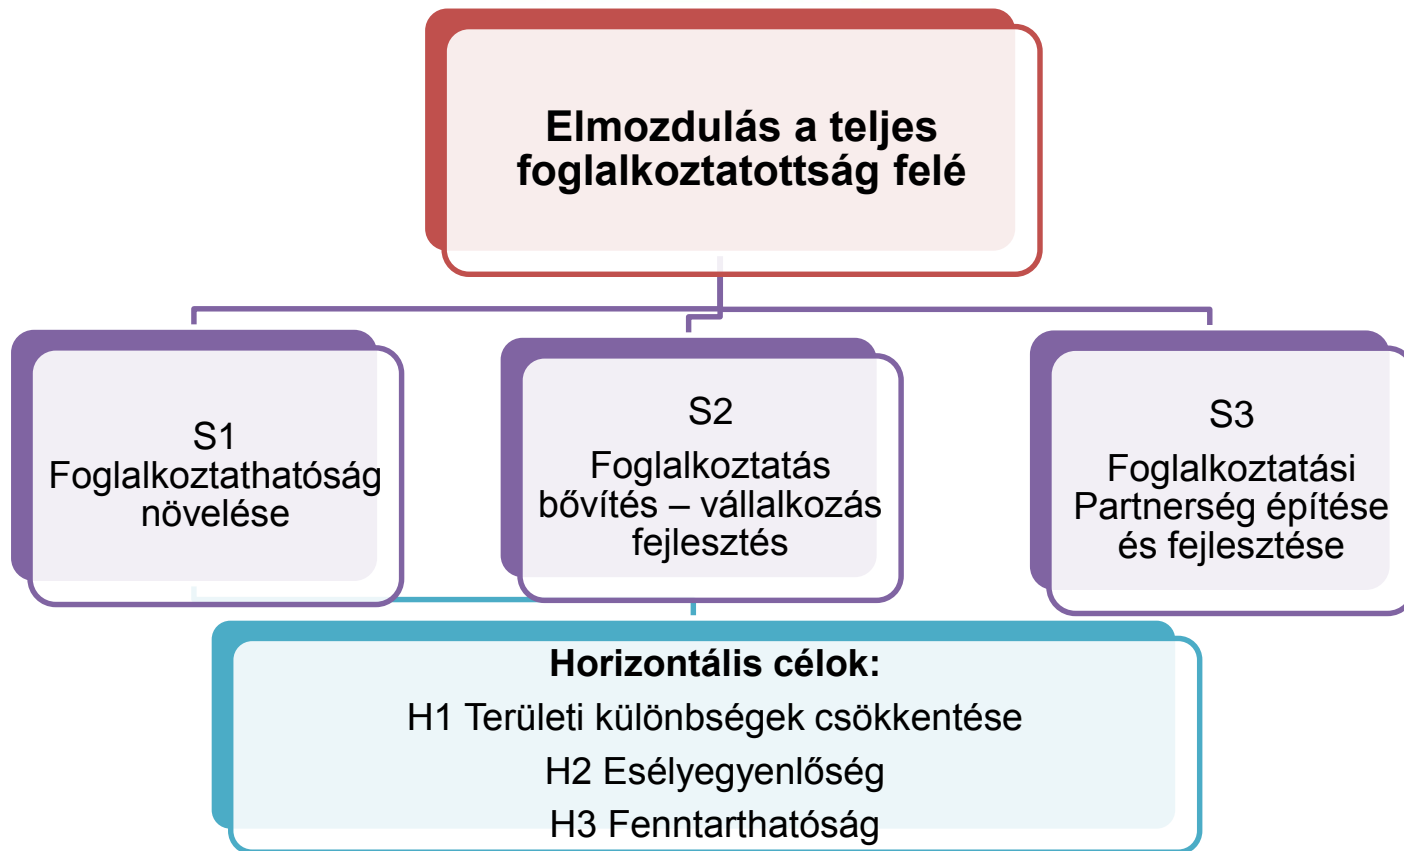 Elmozdulás a teljes
foglalkoztatottság felé
S1
Foglalkoztathatóság
növelése
S2
Foglalkoztatás
bővítés – vállalkozás
fejlesztés
S3
Foglalkoztatási
Partnerség építése
és fejlesztése
Horizontális célok:
H1 Területi különbségek csökkentése
H2 Esélyegyenlőség
H3 Fenntarthatóság